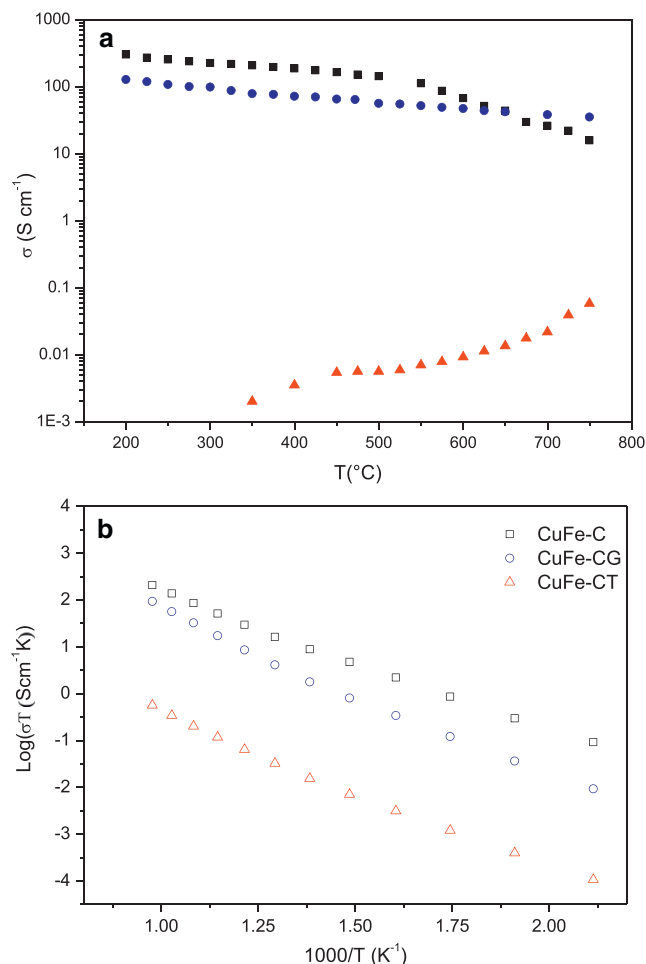 a
1000
100
10
1
0.1
0.01
1E-3
σ (S cm⁻¹)
200 300 400 500 600 700 800
T(°C)
b
4
3
2
1
0
-1
-2
-3
-4
Log(σT (Scm⁻¹K))
CuFe-C
CuFe-CG
CuFe-CT
1.00 1.25 1.50 1.75 2.00
1000/T (K⁻¹)